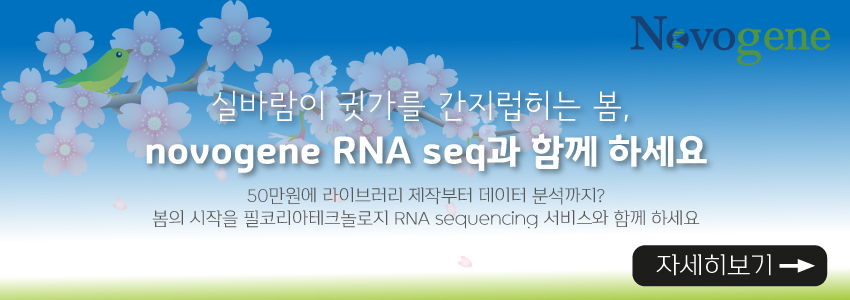 Novogene
실바람이 귓가를 간지럽히는 봄,
novogene RNA seq과 함께 하세요
50만원에 라이브러리 제작부터 데이터 분석까지?
봄의 시작을 필코리아테크놀로지 RNA sequencing 서비스와 함께 하세요
자세히보기